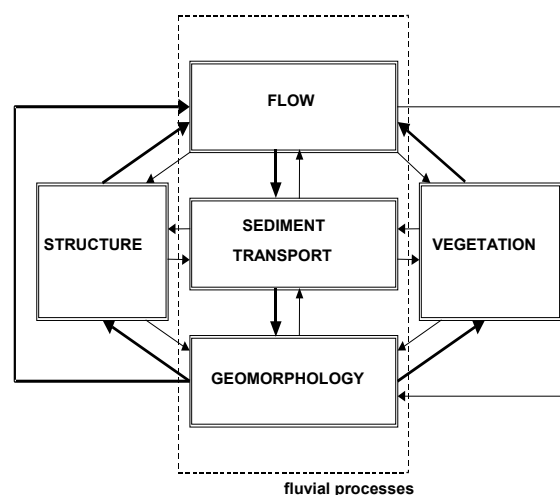 FLOW
STRUCTURE
SEDIMENT
TRANSPORT
VEGETATION
GEOMORPHOLOGY
fluvial processes